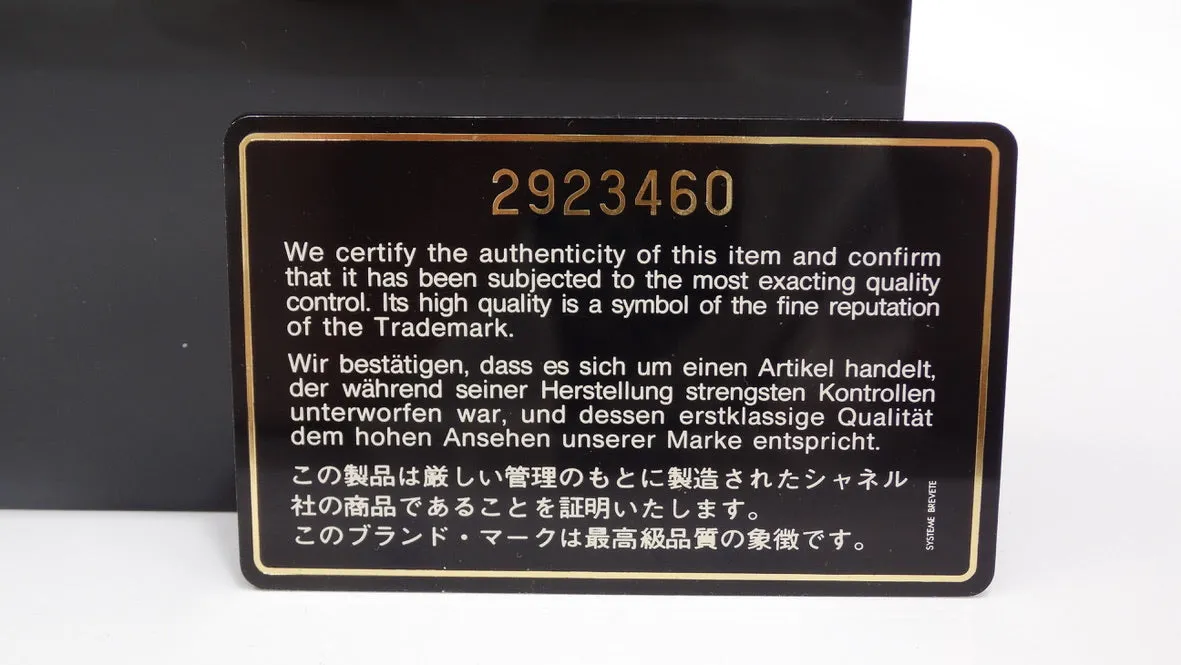 2923460
We certify the authenticity of this item and confirm
that it has been subjected to the most exacting quality
control. Its high quality is a symbol of the fine reputation
of the Trademark.
Wir bestätigen, dass es sich um einen Artikel handelt,
der während seiner Herstellung strengsten Kontrollen
unterworfen war, und dessen erstklassige Qualität
dem hohen Ansehen unserer Marke entspricht.
この製品は厳しい管理のもとに製造されたシャネル
社の商品であることを証明いたします。
このブランド・マークは最高級品質の象徴です。
SYSTEME BREVETE